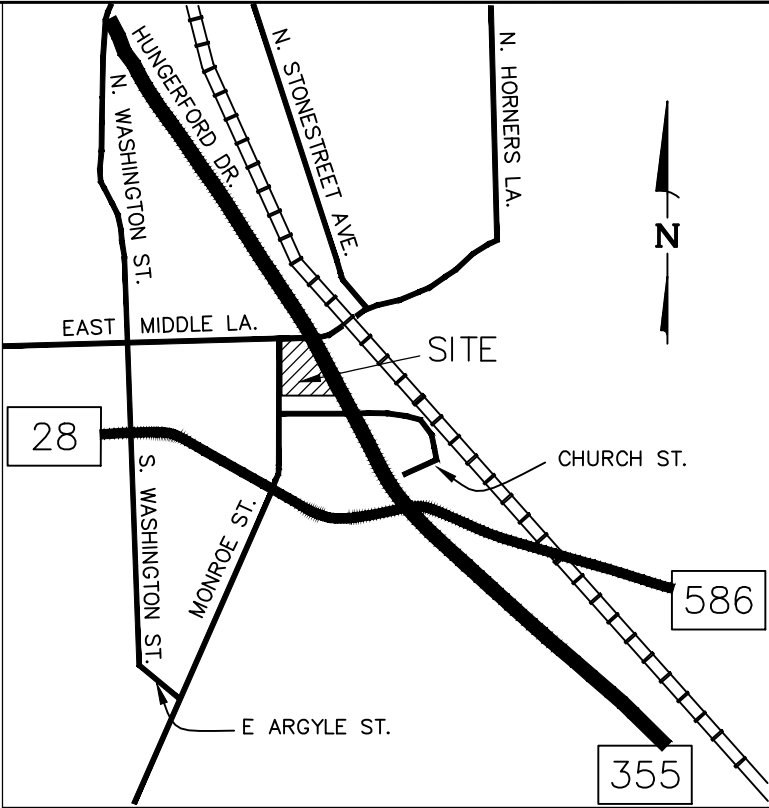 HUNGERFORD DR.
N. STONESTREET AVE.
N. HORNERS LA.
N. WASHINGTON ST.
N
EAST MIDDLE LA.
SITE
28
CHURCH ST.
S. WASHINGTON ST.
MONROE ST.
586
E ARGYLE ST.
355